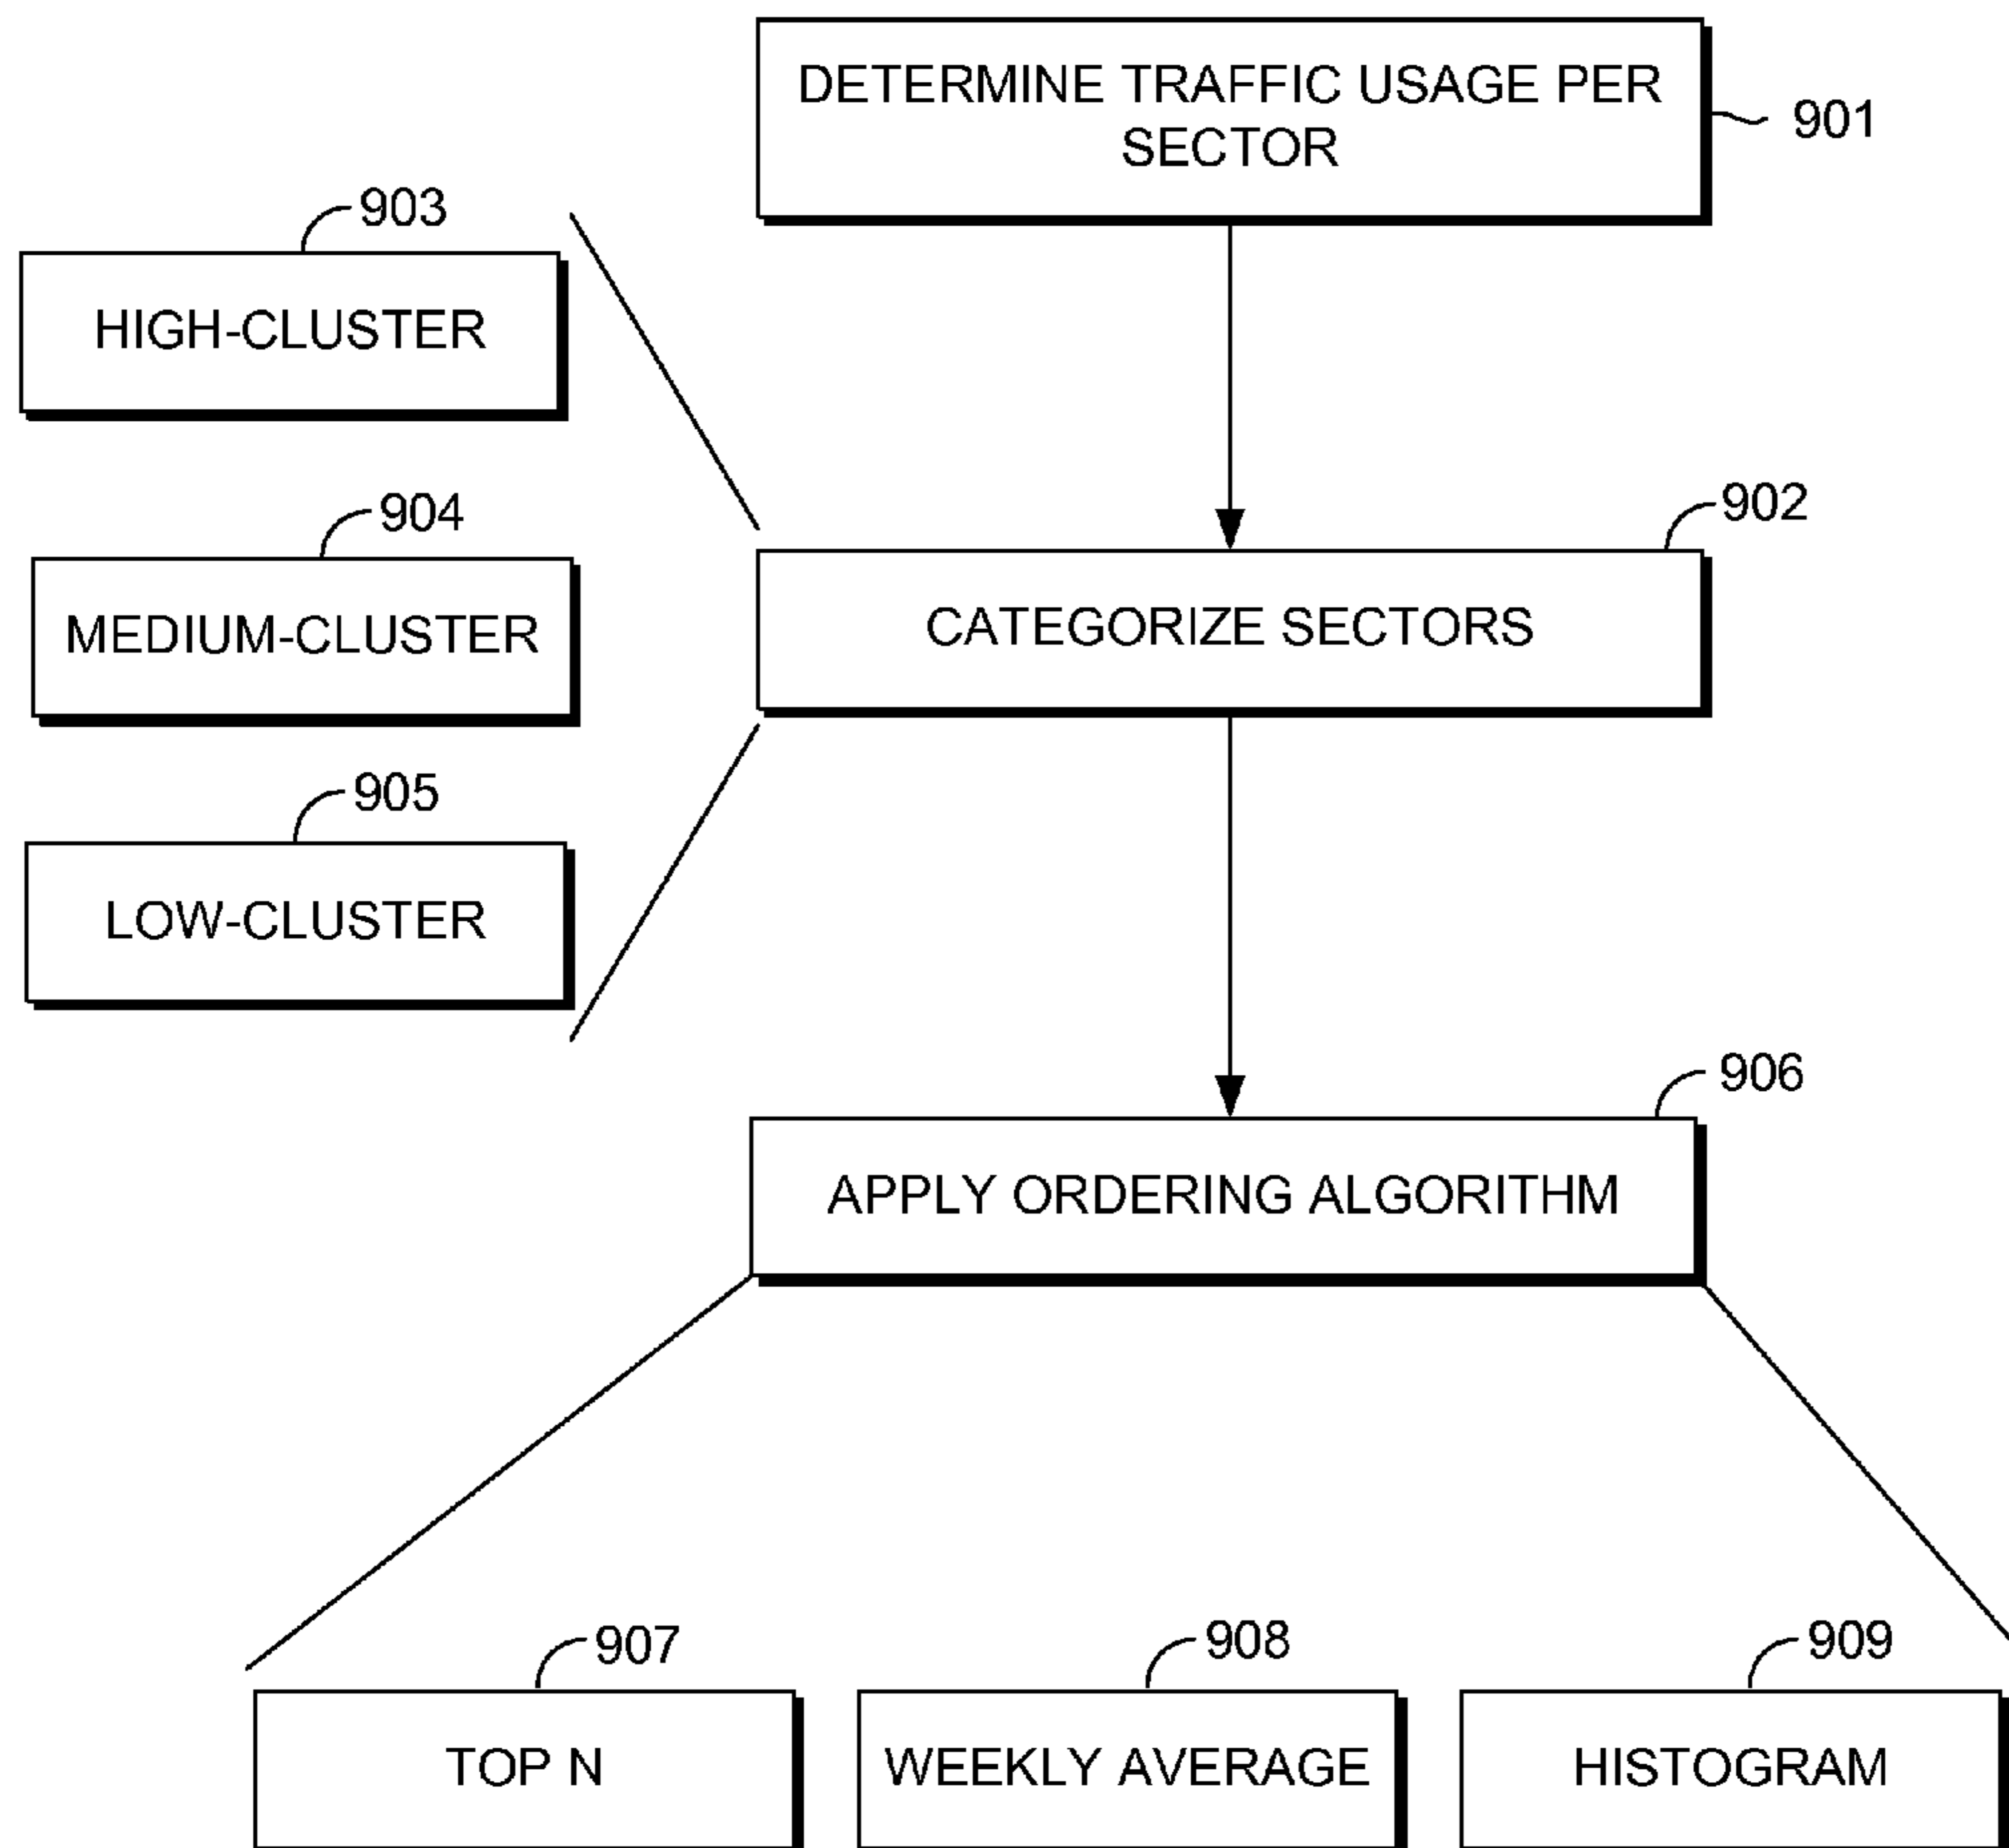 DETERMINE TRAFFIC USAGE PER
SECTOR
901
903
HIGH-CLUSTER
904
MEDIUM-CLUSTER
902
CATEGORIZE SECTORS
905
LOW-CLUSTER
906
APPLY ORDERING ALGORITHM
907
TOP N
908
WEEKLY AVERAGE
909
HISTOGRAM